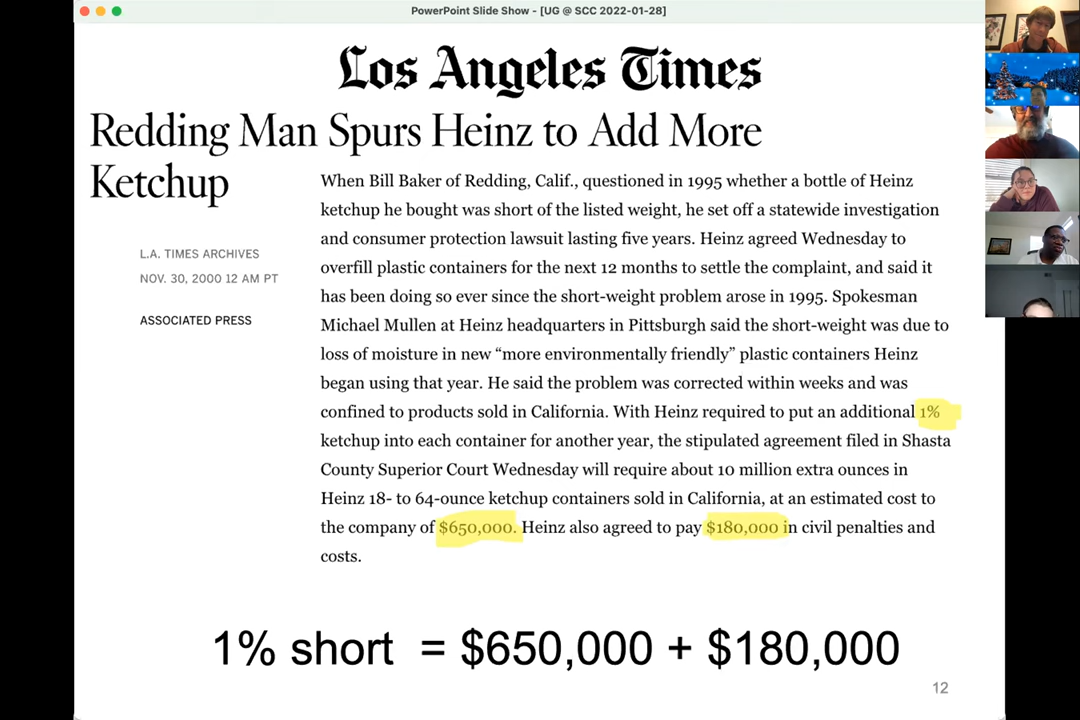 PowerPoint Slide Show - [UG @ SCC 2022-01-28]
Los Angeles Times
Redding Man Spurs Heinz to Add More
Ketchup
L.A. TIMES ARCHIVES
NOV. 30, 2000 12 AM PT
ASSOCIATED PRESS
When Bill Baker of Redding, Calif., questioned in 1995 whether a bottle of Heinz
ketchup he bought was short of the listed weight, he set off a statewide investigation
and consumer protection lawsuit lasting five years. Heinz agreed Wednesday to
overfill plastic containers for the next 12 months to settle the complaint, and said it
has been doing so ever since the short-weight problem arose in 1995. Spokesman
Michael Mullen at Heinz headquarters in Pittsburgh said the short-weight was due to
loss of moisture in new “more environmentally friendly” plastic containers Heinz
began using that year. He said the problem was corrected within weeks and was
confined to products sold in California. With Heinz required to put an additional 1%
ketchup into each container for another year, the stipulated agreement filed in Shasta
County Superior Court Wednesday will require about 10 million extra ounces in
Heinz 18- to 64-ounce ketchup containers sold in California, at an estimated cost to
the company of $650,000. Heinz also agreed to pay $180,000 in civil penalties and
costs.
1% short = $650,000 + $180,000
12